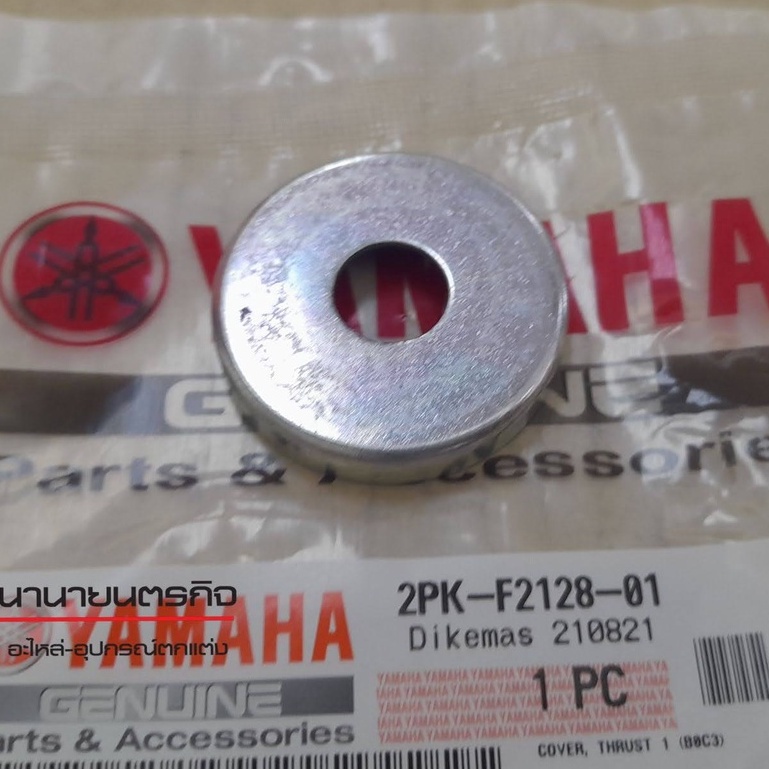 YAMAHA
GENUINE
Parts & Accessories
นานายนตรกิจ
อะไหล่-อุปกรณ์ตกแต่ง
YAMAHA
GENUINE
arts & Accessories
2PK-F2128-01
Dikemas 210821
1 PC
COVER, THRUST 1 (B0C3)